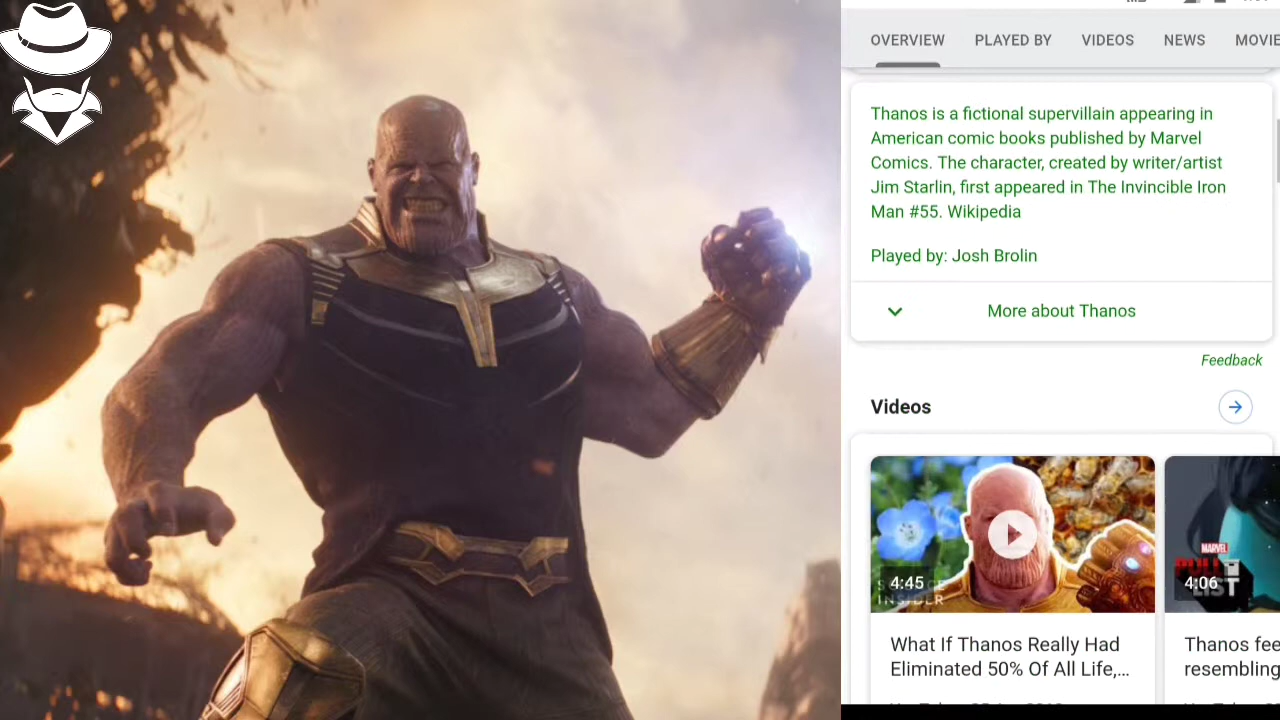 OVERVIEW PLAYED BY VIDEOS NEWS MOVIE
Thanos is a fictional supervillain appearing in
American comic books published by Marvel
Comics. The character, created by writer/artist
Jim Starlin, first appeared in The Invincible Iron
Man #55. Wikipedia
Played by: Josh Brolin
More about Thanos
Feedback
Videos
4:45
INSIDER
MARVEL
LIST
4:06
What If Thanos Really Had
Eliminated 50% Of All Life,...
Thanos fee
resembling